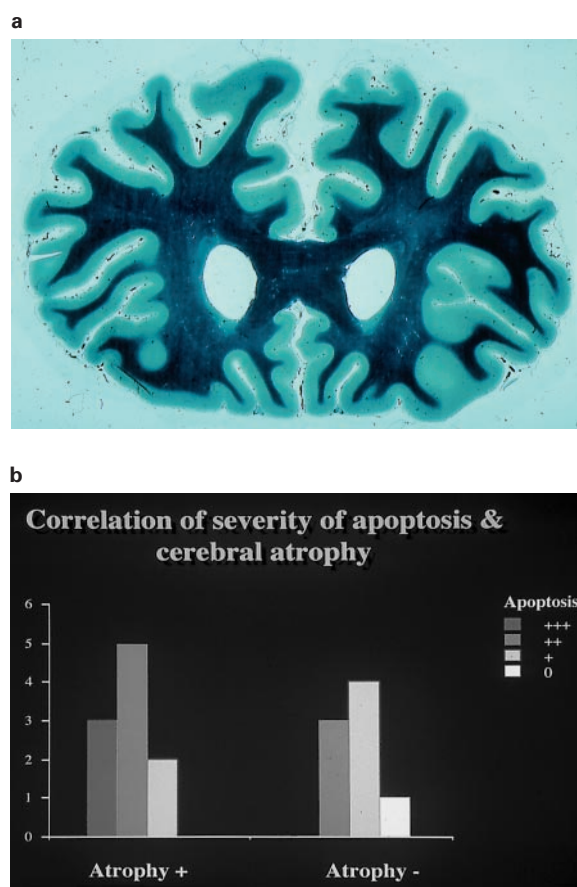 a
b
Correlation of severity of apoptosis &
cerebral atrophy
6
5
4
3
2
1
0
Apoptosis
+++
++
+
0
Atrophy +
Atrophy -